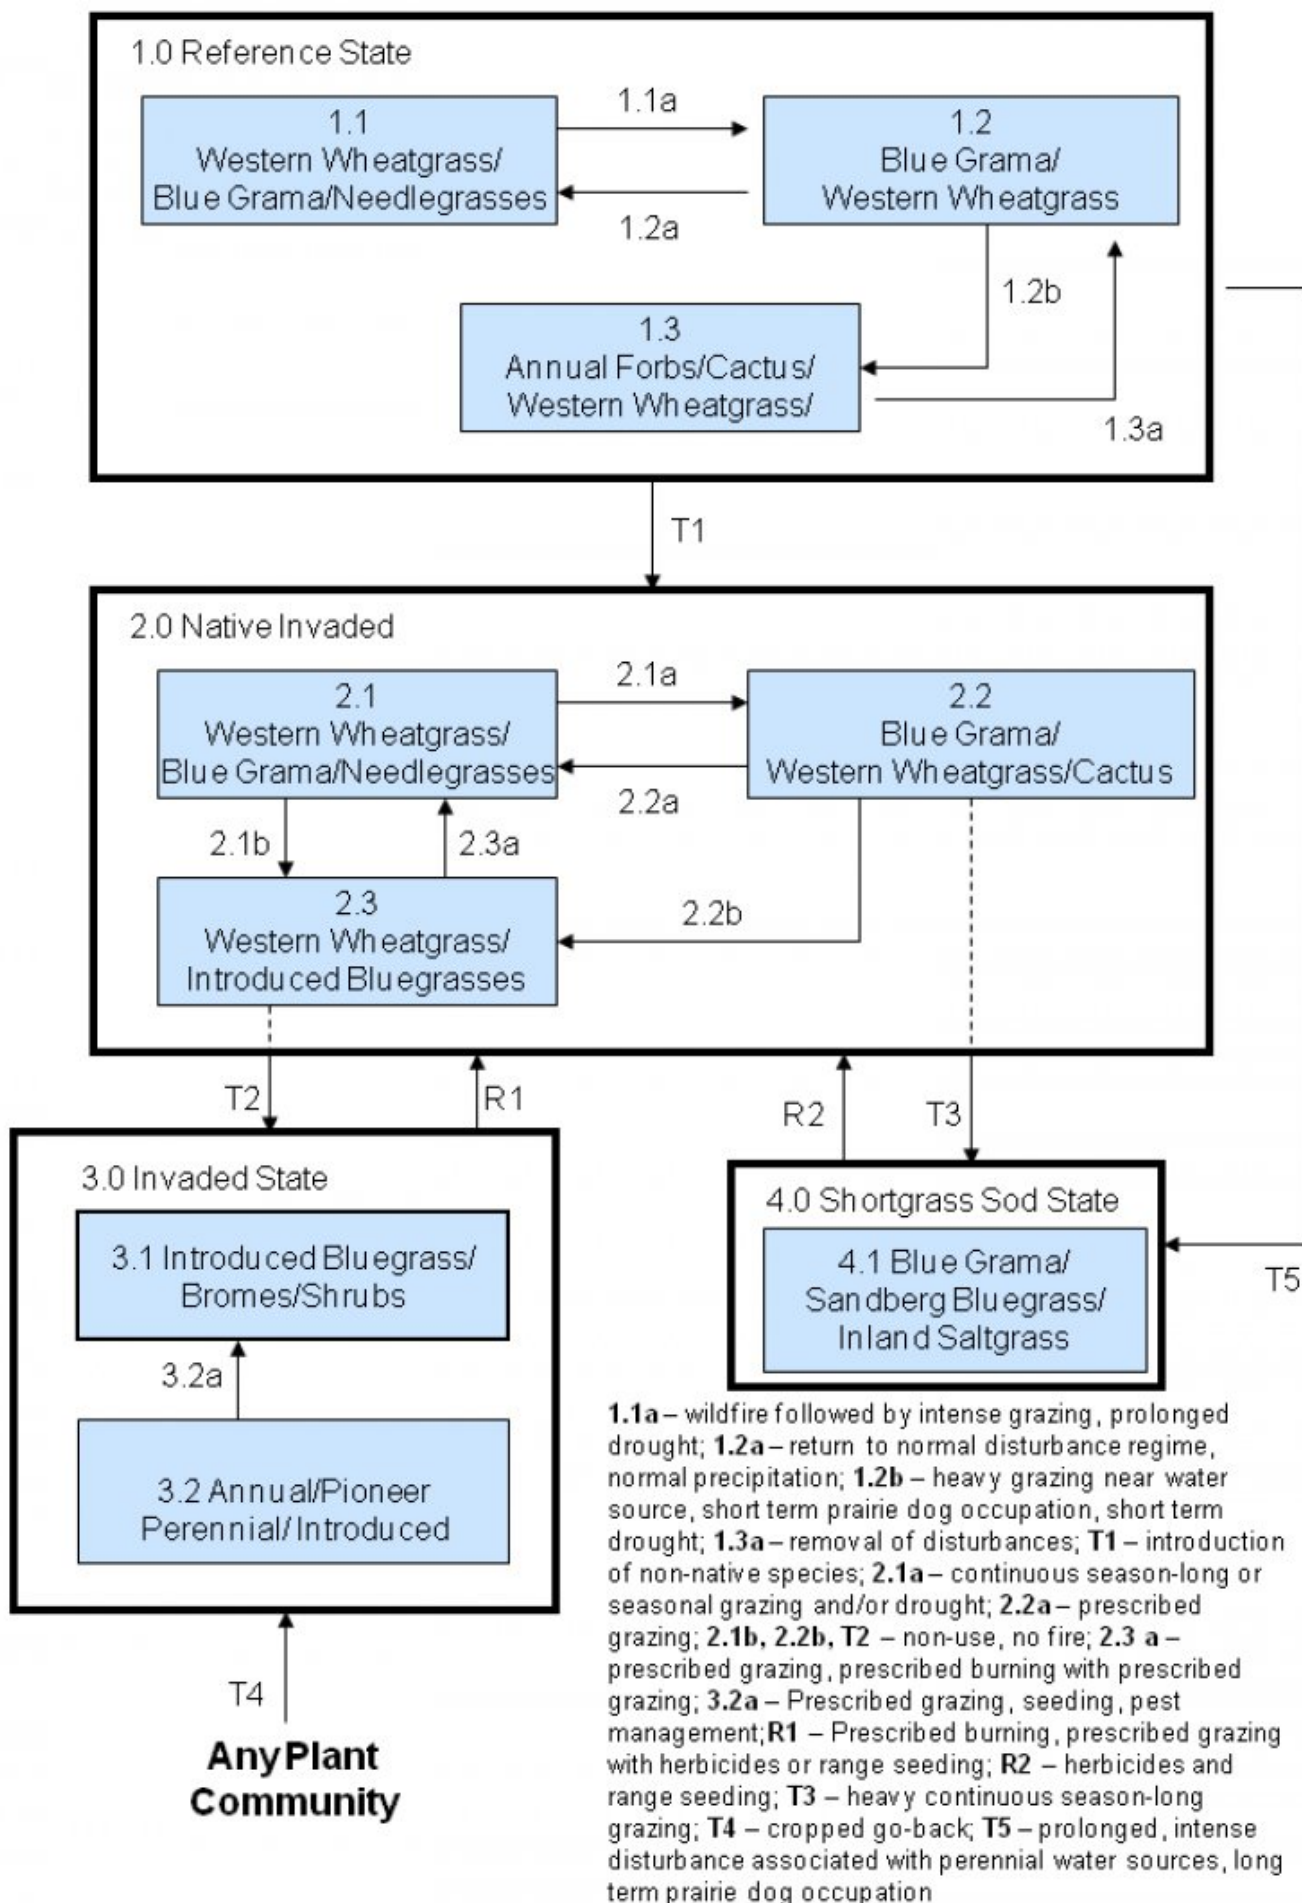 1.0 Reference State
1.1
Western Wheatgrass/
Blue Grama/Needlegrasses
1.1a
1.2a
1.2
Blue Grama/
Western Wheatgrass
1.2b
1.3
Annual Forbs/Cactus/
Western Wheatgrass/
1.3a
T1
2.0 Native Invaded
2.1
Western Wheatgrass/
Blue Grama/Needlegrasses
2.1a
2.2a
2.2
Blue Grama/
Western Wheatgrass/Cactus
2.1b
2.3a
2.2b
2.3
Western Wheatgrass/
Introduced Bluegrasses
T2
R1
R2
T3
3.0 Invaded State
3.1 Introduced Bluegrass/
Bromes/Shrubs
3.2a
3.2 Annual/Pioneer
Perennial/Introduced
T4
Any Plant
Community
4.0 Shortgrass Sod State
4.1 Blue Grama/
Sandberg Bluegrass/
Inland Saltgrass
T5
1.1a – wildfire followed by intense grazing, prolonged
drought; 1.2a – return to normal disturbance regime,
normal precipitation; 1.2b – heavy grazing near water
source, short term prairie dog occupation, short term
drought; 1.3a – removal of disturbances; T1 – introduction
of non-native species; 2.1a – continuous season-long or
seasonal grazing and/or drought; 2.2a – prescribed
grazing; 2.1b, 2.2b, T2 – non-use, no fire; 2.3 a –
prescribed grazing, prescribed burning with prescribed
grazing; 3.2a – Prescribed grazing, seeding, pest
management; R1 – Prescribed burning, prescribed grazing
with herbicides or range seeding; R2 – herbicides and
range seeding; T3 – heavy continuous season-long
grazing; T4 – cropped go-back; T5 – prolonged, intense
disturbance associated with perennial water sources, long
term prairie dog occupation